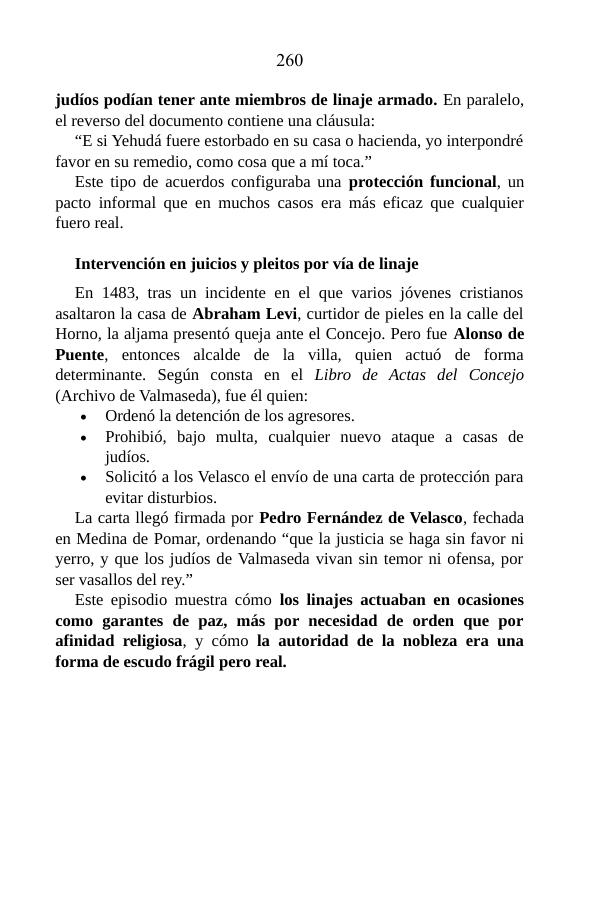 260
judíos podían tener ante miembros de linaje armado. En paralelo,
el reverso del documento contiene una cláusula:
“E si Yehudá fuere estorbado en su casa o hacienda, yo interpondré
favor en su remedio, como cosa que a mí toca.”
Este tipo de acuerdos configuraba una protección funcional, un
pacto informal que en muchos casos era más eficaz que cualquier
fuero real.
Intervención en juicios y pleitos por vía de linaje
En 1483, tras un incidente en el que varios jóvenes cristianos
asaltaron la casa de Abraham Levi, curtidor de pieles en la calle del
Horno, la aljama presentó queja ante el Concejo. Pero fue Alonso de
Puente, entonces alcalde de la villa, quien actuó de forma
determinante. Según consta en el Libro de Actas del Concejo
(Archivo de Valmaseda), fue él quien:
• Ordenó la detención de los agresores.
• Prohibió, bajo multa, cualquier nuevo ataque a casas de
judíos.
• Solicitó a los Velasco el envío de una carta de protección para
evitar disturbios.
La carta llegó firmada por Pedro Fernández de Velasco, fechada
en Medina de Pomar, ordenando “que la justicia se haga sin favor ni
yerro, y que los judíos de Valmaseda vivan sin temor ni ofensa, por
ser vasallos del rey.”
Este episodio muestra cómo los linajes actuaban en ocasiones
como garantes de paz, más por necesidad de orden que por
afinidad religiosa, y cómo la autoridad de la nobleza era una
forma de escudo frágil pero real.